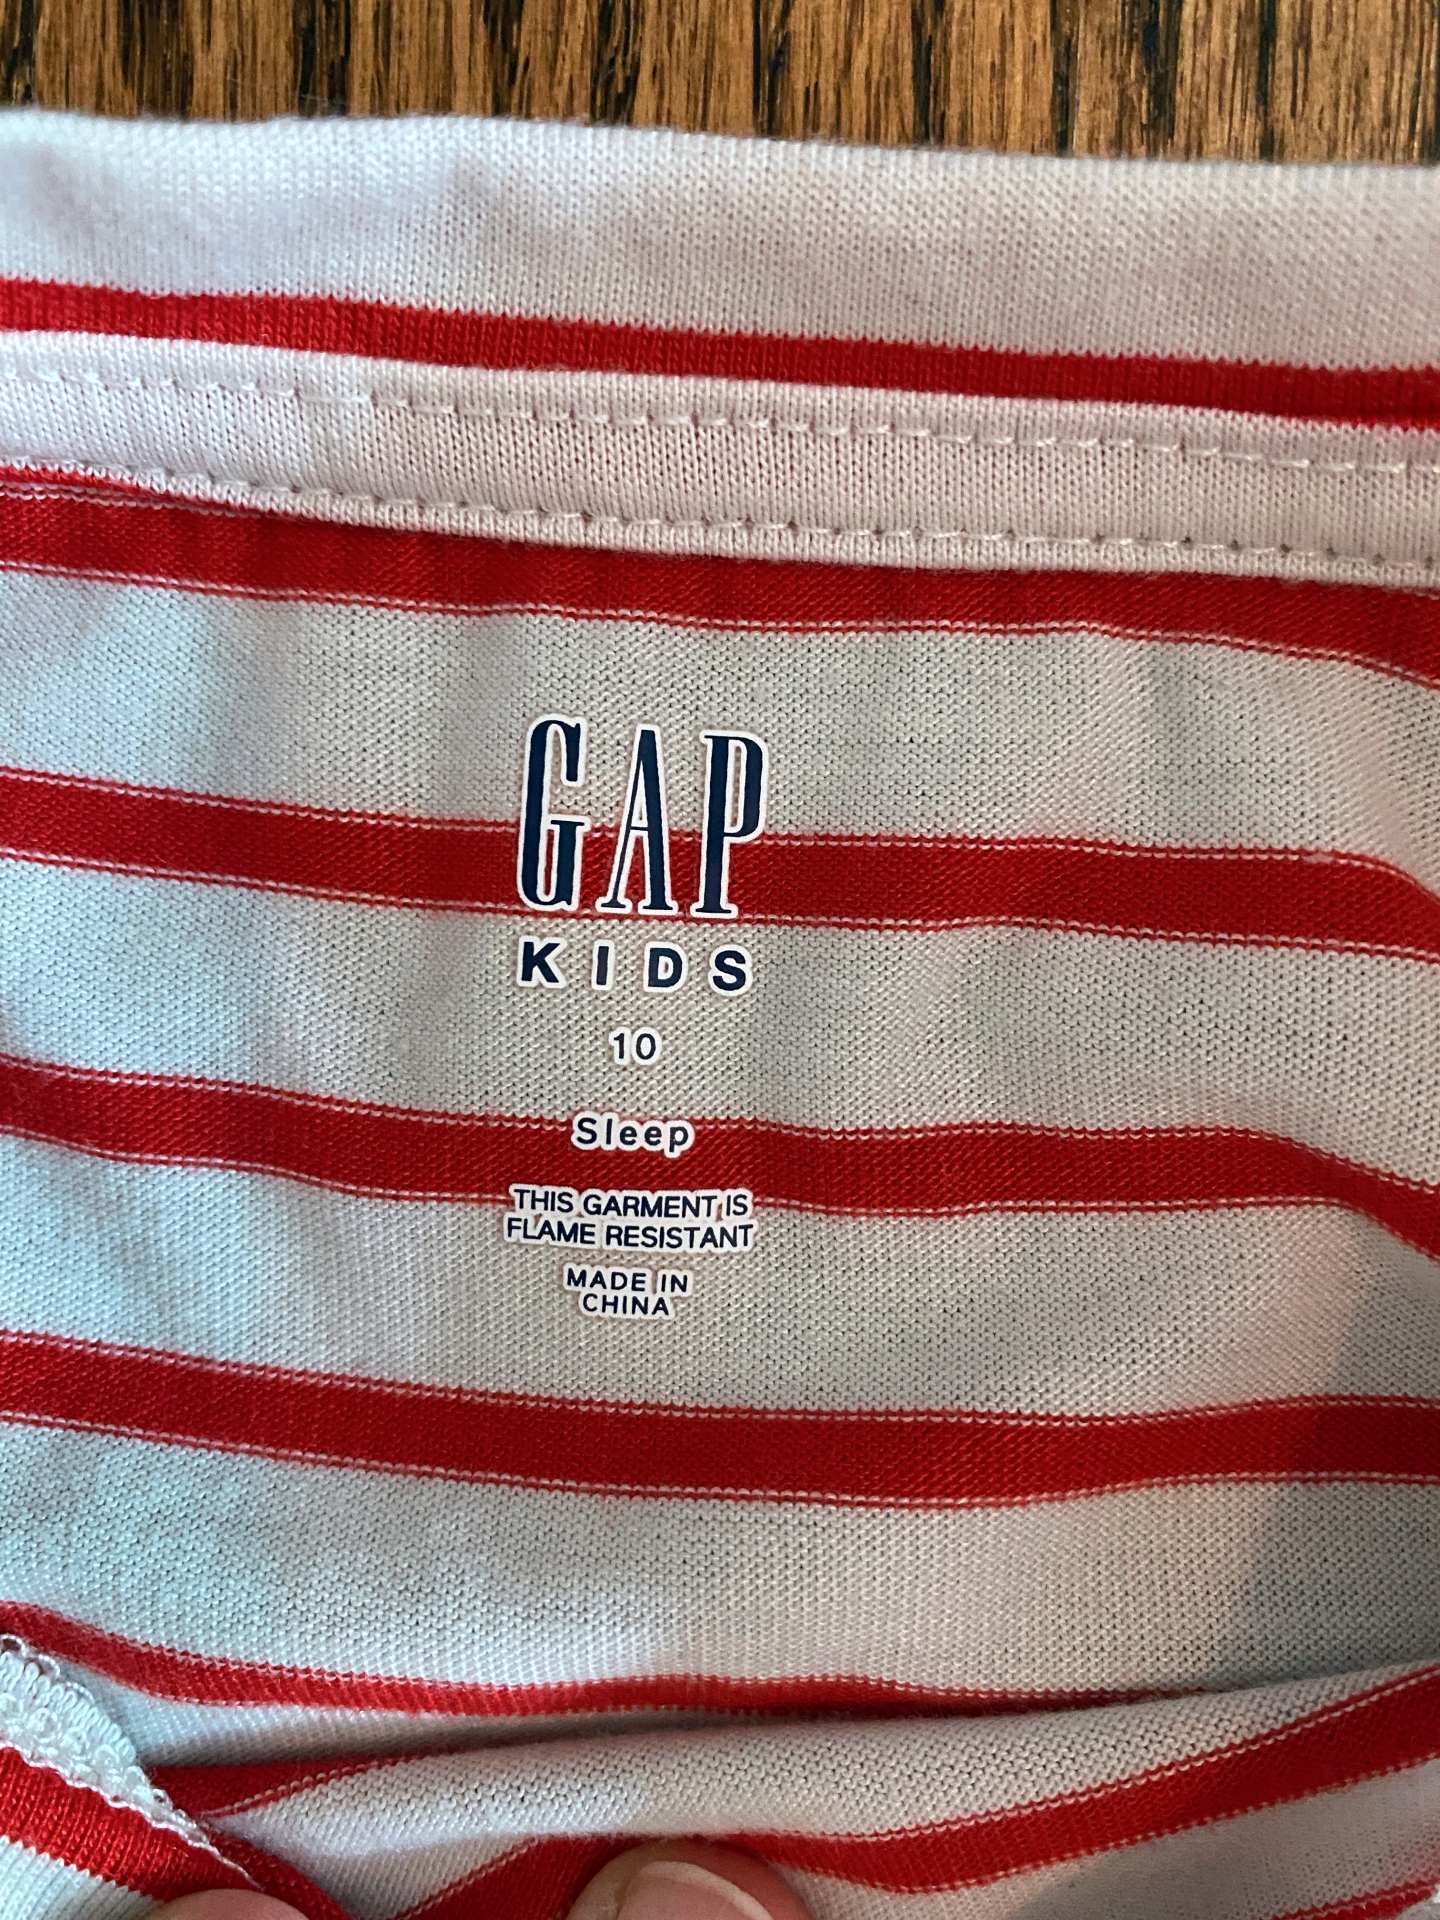 GAP
KIDS
10
Sleep
THIS GARMENT IS
FLAME RESISTANT
MADE IN
CHINA